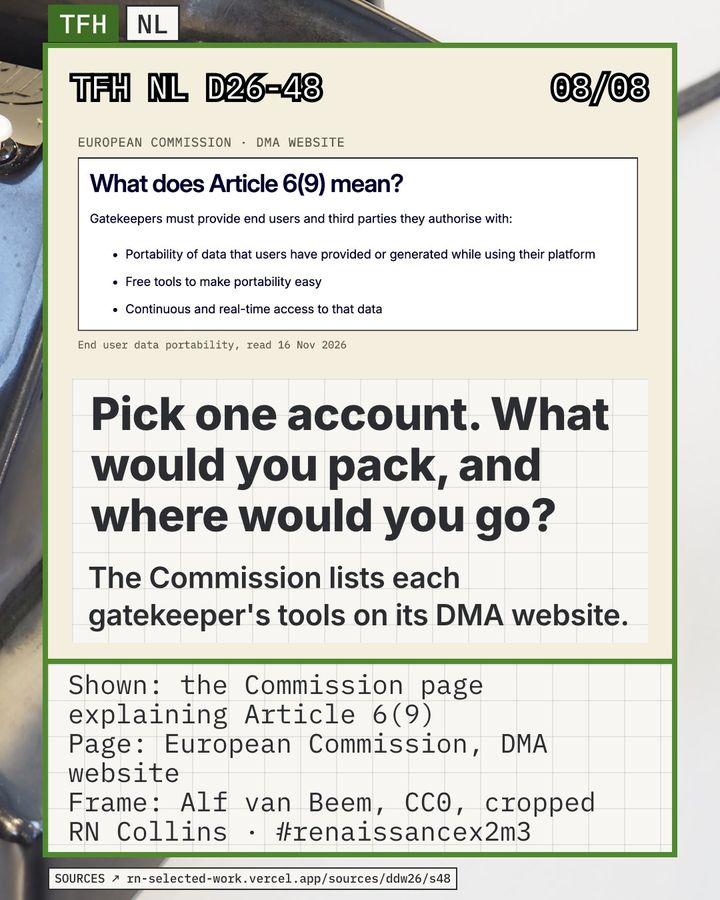 TFH NL
TFH NL D26-48 08/08
EUROPEAN COMMISSION · DMA WEBSITE
What does Article 6(9) mean?
Gatekeepers must provide end users and third parties they authorise with:
• Portability of data that users have provided or generated while using their platform
• Free tools to make portability easy
• Continuous and real-time access to that data
End user data portability, read 16 Nov 2026
Pick one account. What
would you pack, and
where would you go?
The Commission lists each
gatekeeper's tools on its DMA website.
Shown: the Commission page
explaining Article 6(9)
Page: European Commission, DMA
website
Frame: Alf van Beem, CC0, cropped
RN Collins · #renaissancex2m3
SOURCES ↗ rn-selected-work.vercel.app/sources/ddw26/s48